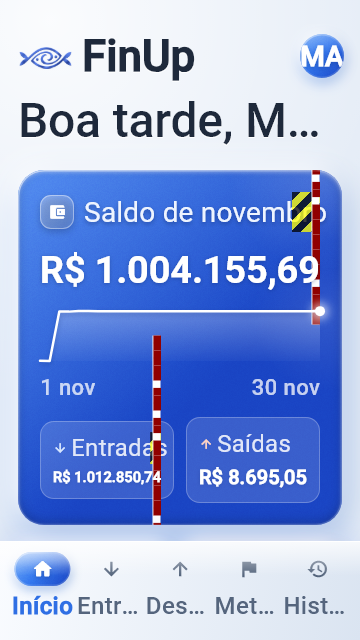 FinUp
MA
Boa tarde, M...
Saldo de novembro
R$ 1.004.155,69
1 nov
30 nov
Entradas
R$ 1.012.850,74
Saídas
R$ 8.695,05
Início
Entr...
Des...
Met...
Hist...